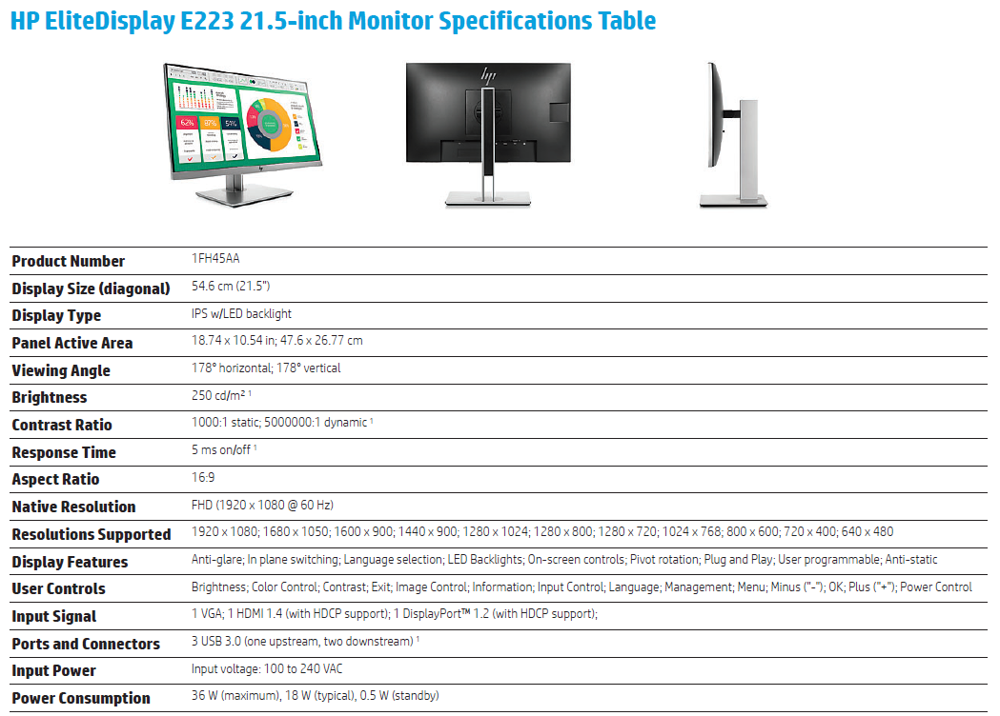 HP EliteDisplay E223 21.5-inch Monitor Specifications Table
62% 87% 54%
hp
Product Number 1FH45AA
Display Size (diagonal) 54.6 cm (21.5")
Display Type IPS w/LED backlight
Panel Active Area 18.74 x 10.54 in; 47.6 x 26.77 cm
Viewing Angle 178° horizontal; 178° vertical
Brightness 250 cd/m² ¹
Contrast Ratio 1000:1 static; 5000000:1 dynamic ¹
Response Time 5 ms on/off ¹
Aspect Ratio 16:9
Native Resolution FHD (1920 x 1080 @ 60 Hz)
Resolutions Supported 1920 x 1080; 1680 x 1050; 1600 x 900; 1440 x 900; 1280 x 1024; 1280 x 800; 1280 x 720; 1024 x 768; 800 x 600; 720 x 400; 640 x 480
Display Features Anti-glare; In plane switching; Language selection; LED Backlights; On-screen controls; Pivot rotation; Plug and Play; User programmable; Anti-static
User Controls Brightness; Color Control; Contrast; Exit; Image Control; Information; Input Control; Language; Management; Menu; Minus ("-"); OK; Plus ("+"); Power Control
Input Signal 1 VGA; 1 HDMI 1.4 (with HDCP support); 1 DisplayPort™ 1.2 (with HDCP support);
Ports and Connectors 3 USB 3.0 (one upstream, two downstream) ¹
Input Power Input voltage: 100 to 240 VAC
Power Consumption 36 W (maximum), 18 W (typical), 0.5 W (standby)